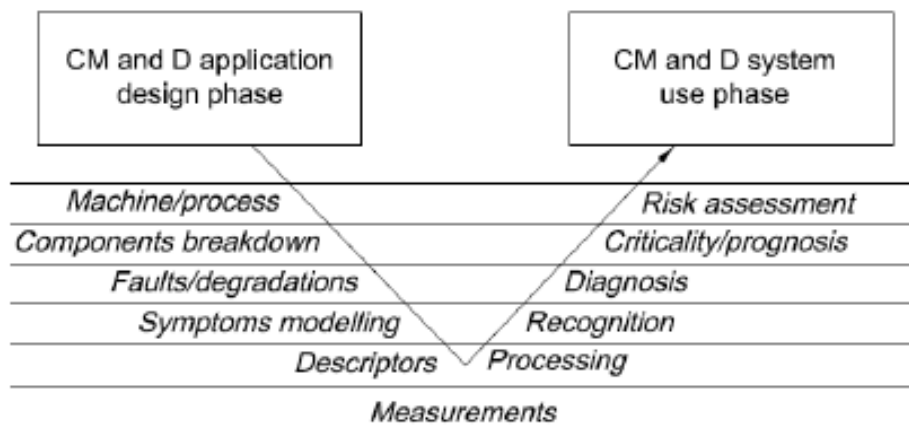 CM and D application
design phase
CM and D system
use phase
Machine/process
Risk assessment
Components breakdown
Criticality/prognosis
Faults/degradations
Diagnosis
Symptoms modelling
Recognition
Descriptors
Processing
Measurements